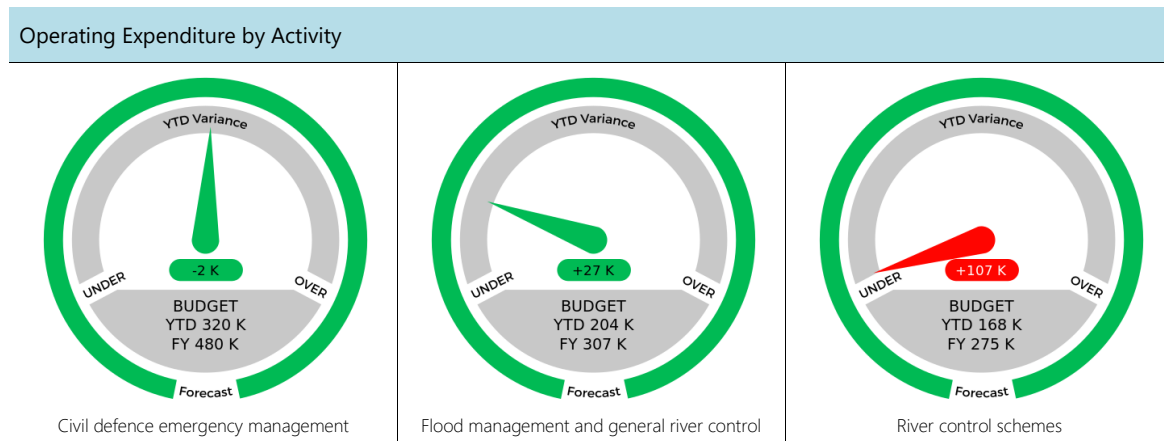 Operating Expenditure by Activity
YTD Variance
-2 K
UNDER
OVER
BUDGET
YTD 320 K
FY 480 K
Forecast
Civil defence emergency management
YTD Variance
+27 K
UNDER
OVER
BUDGET
YTD 204 K
FY 307 K
Forecast
Flood management and general river control
YTD Variance
+107 K
UNDER
OVER
BUDGET
YTD 168 K
FY 275 K
Forecast
River control schemes